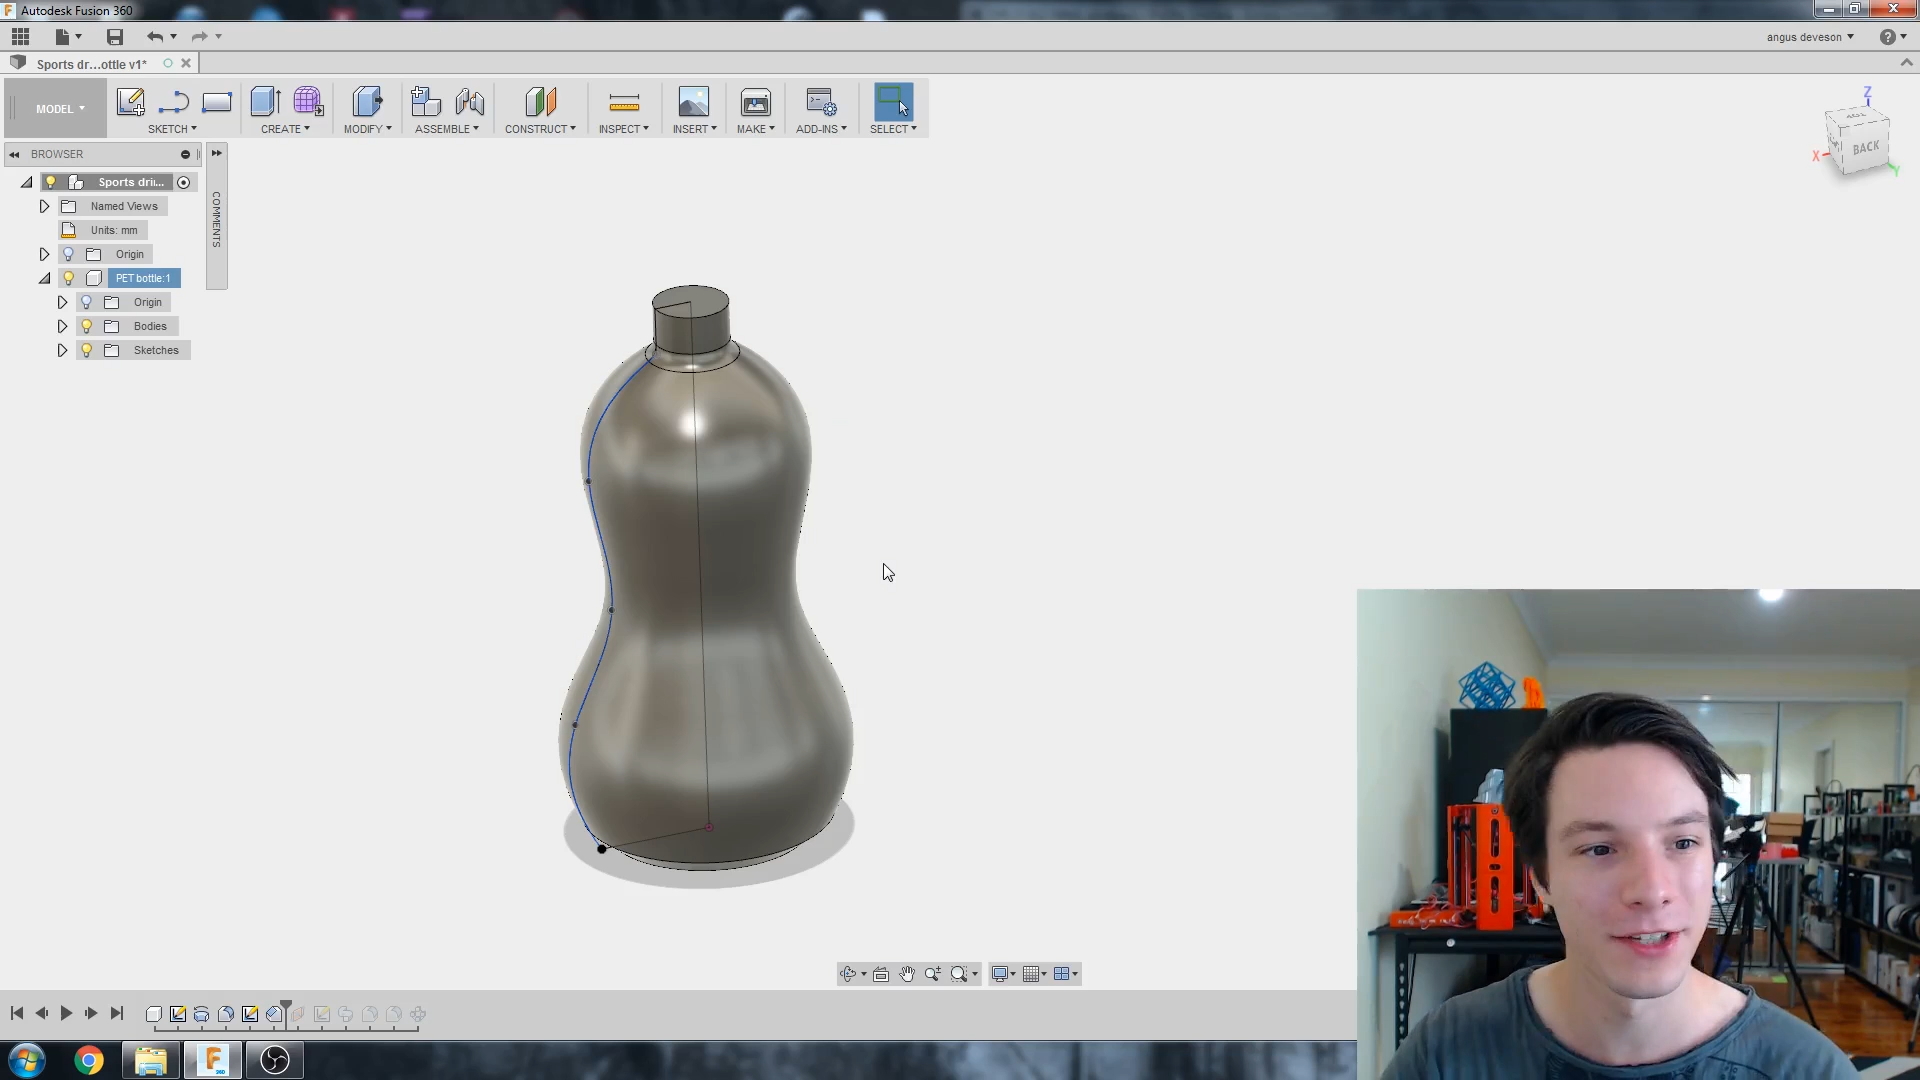 Autodesk Fusion 360
angus deveson
Sports dr...ottle v1*
MODEL
SKETCH
CREATE
MODIFY
ASSEMBLE
CONSTRUCT
INSPECT
INSERT
MAKE
ADD-INS
SELECT
BROWSER
COMMENTS
Sports dri...
Named Views
Units: mm
Origin
PET bottle:1
Origin
Bodies
Sketches
Z
TOP
BACK
X
Y